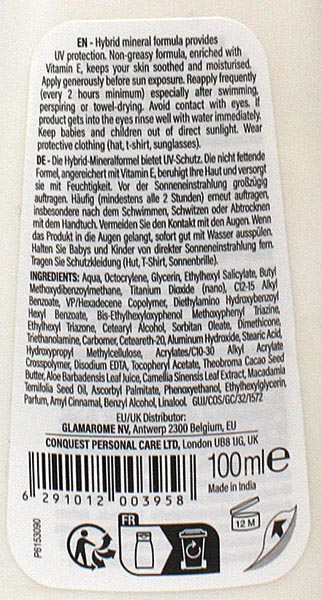 EN - Hybrid mineral formula provides
UV protection. Non-greasy formula, enriched with
Vitamin E, keeps your skin soothed and moisturised.
Apply generously before sun exposure. Reapply frequently
(every 2 hours minimum) especially after swimming,
perspiring or towel-drying. Avoid contact with eyes. If
product gets into the eyes rinse well with water immediately.
Keep babies and children out of direct sunlight. Wear
protective clothing (hat, t-shirt, sunglasses).
DE - Die Hybrid-Mineralformel bietet UV-Schutz. Die nicht fettende
Formel, angereichert mit Vitamin E, beruhigt Ihre Haut und versorgt
sie mit Feuchtigkeit. Vor der Sonneneinstrahlung großzügig
auftragen. Häufig (mindestens alle 2 Stunden) erneut auftragen,
insbesondere nach dem Schwimmen, Schwitzen oder Abtrocknen
mit dem Handtuch. Vermeiden Sie den Kontakt mit den Augen. Wenn
das Produkt in die Augen gelangt, sofort gut mit Wasser ausspülen.
Halten Sie Babys und Kinder von direkter Sonneneinstrahlung fern.
Tragen Sie Schutzkleidung (Hut, T-Shirt, Sonnenbrille).
INGREDIENTS: Aqua, Octocrylene, Glycerin, Ethylhexyl Salicylate, Butyl
Methoxydibenzoylmethane, Titanium Dioxide (nano), C12-15 Alkyl
Benzoate, VP/Hexadecene Copolymer, Diethylamino Hydroxybenzoyl
Hexyl Benzoate, Bis-Ethylhexyloxyphenol Methoxyphenyl Triazine,
Ethylhexyl Triazone, Cetearyl Alcohol, Sorbitan Oleate, Dimethicone,
Triethanolamine, Carbomer, Ceteareth-20, Aluminum Hydroxide, Stearic Acid,
Hydroxypropyl Methylcellulose, Acrylates/C10-30 Alkyl Acrylate
Crosspolymer, Disodium EDTA, Tocopheryl Acetate, Theobroma Cacao Seed
Butter, Aloe Barbadensis Leaf Juice, Camellia Sinensis Leaf Extract, Macadamia
Ternifolia Seed Oil, Ascorbyl Palmitate, Phenoxyethanol, Ethylhexylglycerin,
Parfum, Amyl Cinnamal, Benzyl Alcohol, Linalool. GUJ/COS/GC/32/1572
EU/UK Distributor:
GLAMAROME NV, Antwerp 2300 Belgium, EU
CONQUEST PERSONAL CARE LTD, London UB8 1JG, UK
100ml e
Made in India
6 291012 003958
12 M
FR
P6153090